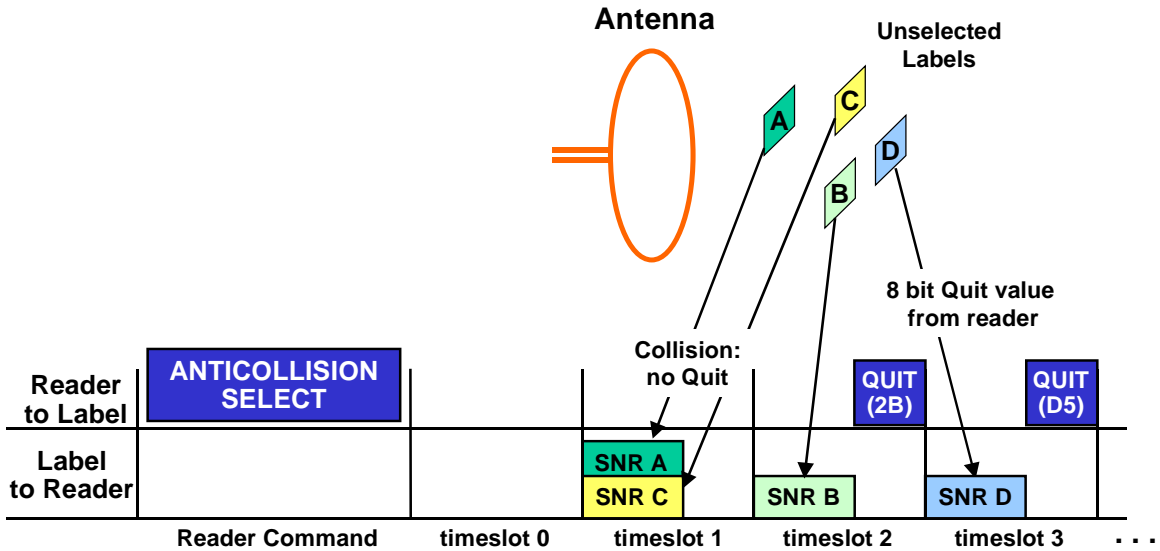 Antenna
Unselected
Labels
A
C
D
B
8 bit Quit value
from reader
Collision:
no Quit
Reader
to Label
ANTICOLLISION
SELECT
QUIT
(2B)
QUIT
(D5)
Label
to Reader
SNR A
SNR C
SNR B
SNR D
Reader Command
timeslot 0
timeslot 1
timeslot 2
timeslot 3
. . .